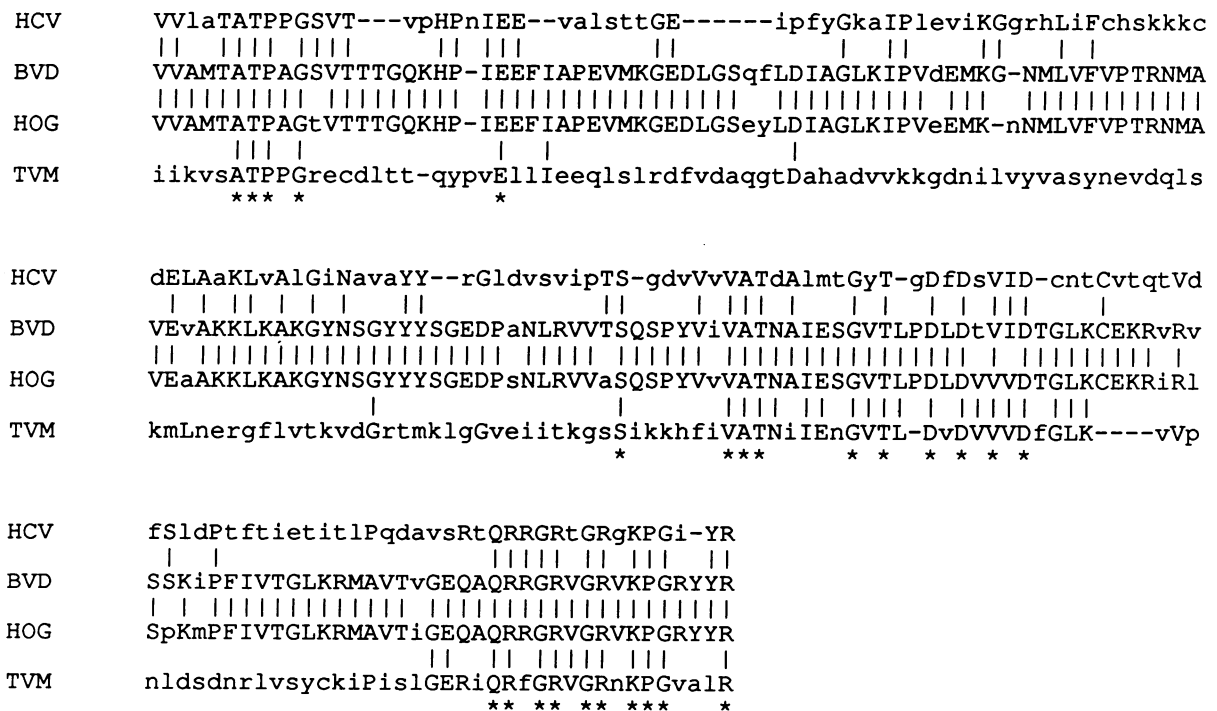 HCV VVlaTATPPGSVT---vpHPnIEE--valsttGE------ipfyGkaIPleviKGgrhLiFchskkkc
|| |||| |||| || ||| || | || || | |
BVD VVAMTATPAGSVTTTGQKHP-IEEFIAPEVMKGEDLGSqfLDIAGLKIPVdEMKG-NMLVFVPTRNMA
|||||||||| ||||||||| ||||||||||||||||| ||||||||| ||| ||||||||||||
HOG VVAMTATPAGtVTTTGQKHP-IEEFIAPEVMKGEDLGSeyLDIAGLKIPVeEMK-nNMLVFVPTRNMA
||| | | | |
TVM iikvsATPPGrecdltt-qypvEllIeeqlslrdfvdaqgtDahadvvkkgdnilvyvasynevdqls
*** * *
HCV dELAaKLvAlGiNavaYY--rGldvsvipTS-gdvVvVATdAlmtGyT-gDfDsVID-cntCvtqtVd
| | || | | | || || | ||| | | | | | ||| |
BVD VEvAKKLKAKGYNSGYYYSGEDPaNLRVVTSQSPYViVATNAIESGVTLPDLDtVIDTGLKCEKRvRv
|| |||||||||||||||||||| ||||| |||||| |||||||||||||||| | |||||||||| |
HOG VEaAKKLKAKGYNSGYYYSGEDPsNLRVVaSQSPYVvVATNAIESGVTLPDLDVVVDTGLKCEKRiRl
| | |||| || |||| | |||| |||
TVM kmLnergflvtkvdGrtmklgGveiitkgsSikkhfiVATNiIEnGVTL-DvDVVVDfGLK----vVp
* *** * * * * * *
HCV fSldPtftietitlPqdavsRtQRRGRtGRgKPGi-YR
| | ||||| || ||| ||
BVD SSKiPFIVTGLKRMAVTvGEQAQRRGRVGRVKPGRYYR
| | ||||||||||||| ||||||||||||||||||||
HOG SpKmPFIVTGLKRMAVTiGEQAQRRGRVGRVKPGRYYR
|| || ||||| ||| |
TVM nldsdnrlvsyckiPislGERiQRfGRVGRnKPGvalR
** ** ** *** *